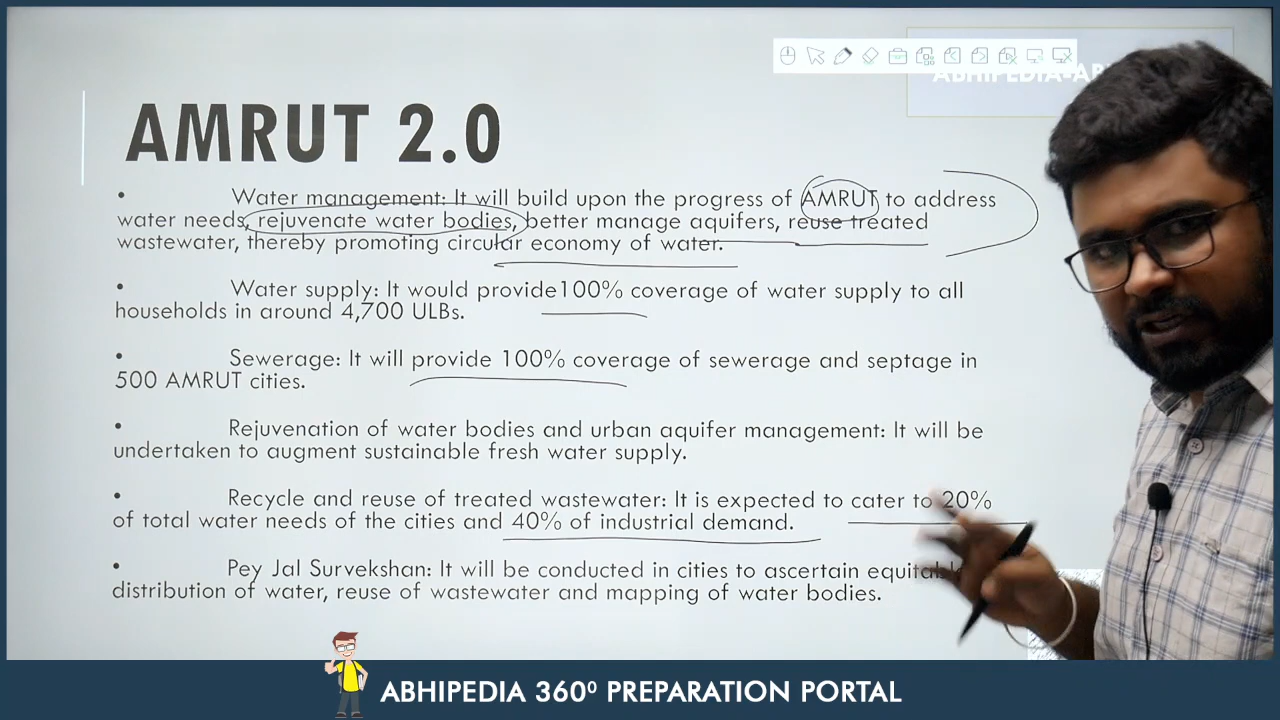 ABHIPEDIA-AB
AMRUT 2.0
• Water management: It will build upon the progress of AMRUT to address
water needs, rejuvenate water bodies, better manage aquifers, reuse treated
wastewater, thereby promoting circular economy of water.
• Water supply: It would provide100% coverage of water supply to all
households in around 4,700 ULBs.
• Sewerage: It will provide 100% coverage of sewerage and septage in
500 AMRUT cities.
• Rejuvenation of water bodies and urban aquifer management: It will be
undertaken to augment sustainable fresh water supply.
• Recycle and reuse of treated wastewater: It is expected to cater to 20%
of total water needs of the cities and 40% of industrial demand.
• Pey Jal Survekshan: It will be conducted in cities to ascertain equitable
distribution of water, reuse of wastewater and mapping of water bodies.
ABHIPEDIA 360⁰ PREPARATION PORTAL